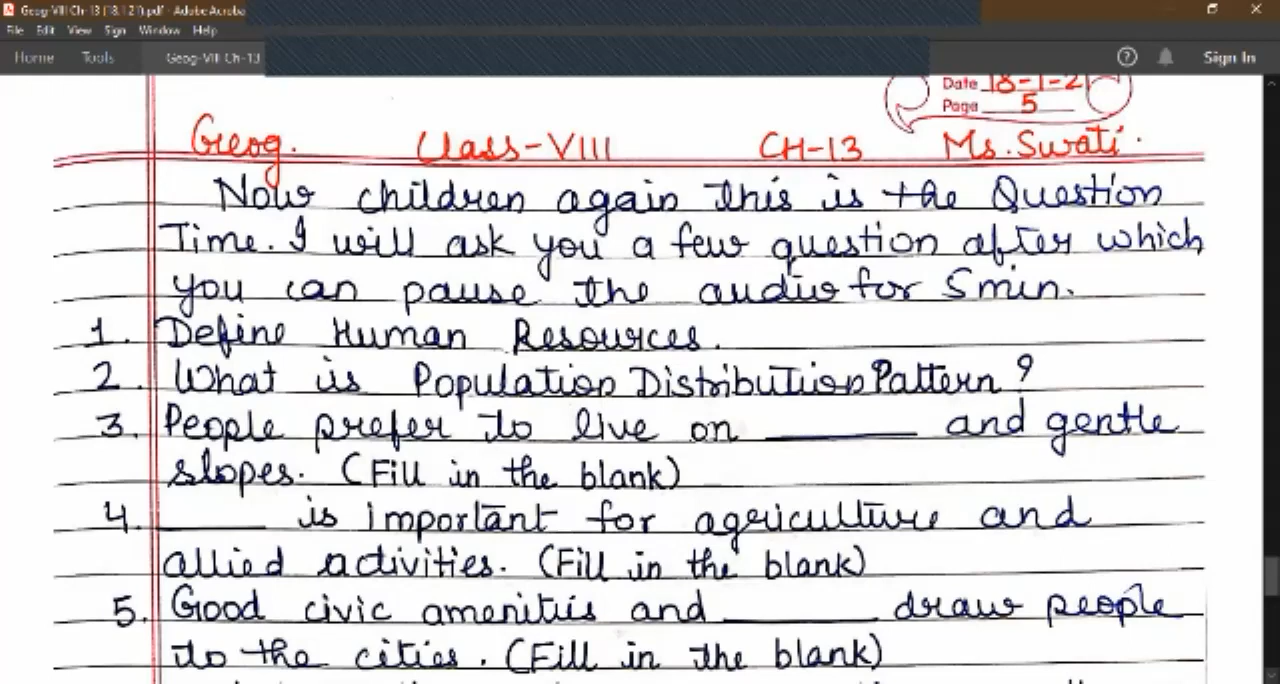 Geog-VIII Ch-13 (18.1.21).pdf - Adobe Acroba
File Edit View Sign Window Help
Home Tools Geog-VIII Ch-13 Sign In
Date 18-1-21
Page 5
Geog. Class-VIII CH-13 Ms. Swati.
Now children again this is the Question
Time. I will ask you a few question after which
you can pause the audio for 5min.
1. Define Human Resources.
2. What is Population Distribution Pattern?
3. People prefer to live on ______ and gentle
slopes. (Fill in the blank)
4. ______ is important for agriculture and
allied activities. (Fill in the blank)
5. Good civic amenities and ______ draw people
to the cities. (Fill in the blank)